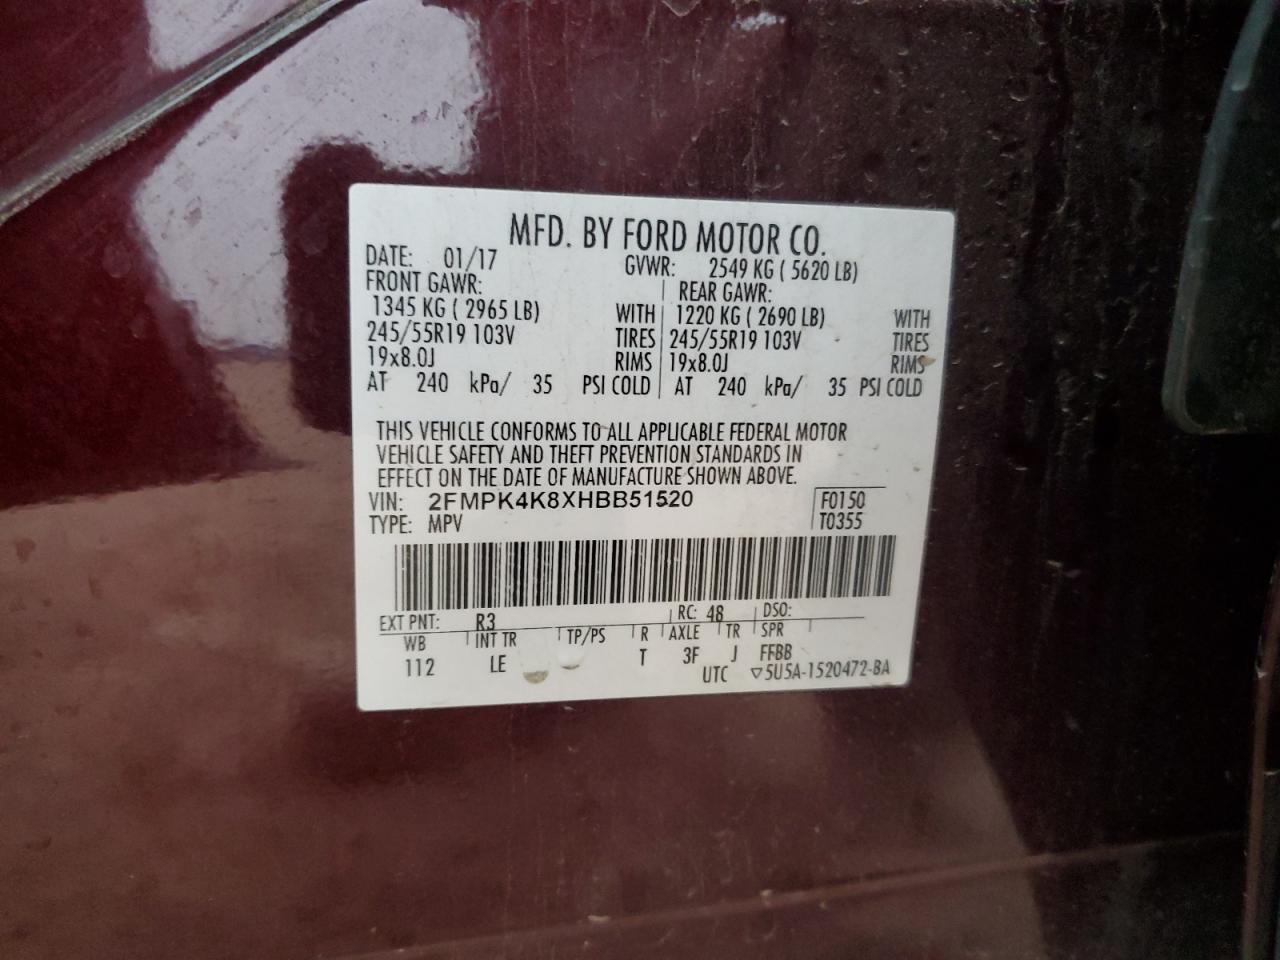 MFD. BY FORD MOTOR CO.
DATE: 01/17 GVWR: 2549 KG ( 5620 LB)
FRONT GAWR: REAR GAWR:
1345 KG ( 2965 LB) WITH 1220 KG ( 2690 LB) WITH
245/55R19 103V TIRES 245/55R19 103V TIRES
19x8.0J RIMS 19x8.0J RIMS
AT 240 kPa/ 35 PSI COLD AT 240 kPa/ 35 PSI COLD
THIS VEHICLE CONFORMS TO ALL APPLICABLE FEDERAL MOTOR
VEHICLE SAFETY AND THEFT PREVENTION STANDARDS IN
EFFECT ON THE DATE OF MANUFACTURE SHOWN ABOVE.
VIN: 2FMPK4K8XHBB51520 F0150
TYPE: MPV T0355
EXT PNT: R3 RC: 48 DSO:
WB INT TR TP/PS R AXLE TR SPR
112 LE T 3F J FFBB
UTC ▽5U5A-1520472-BA